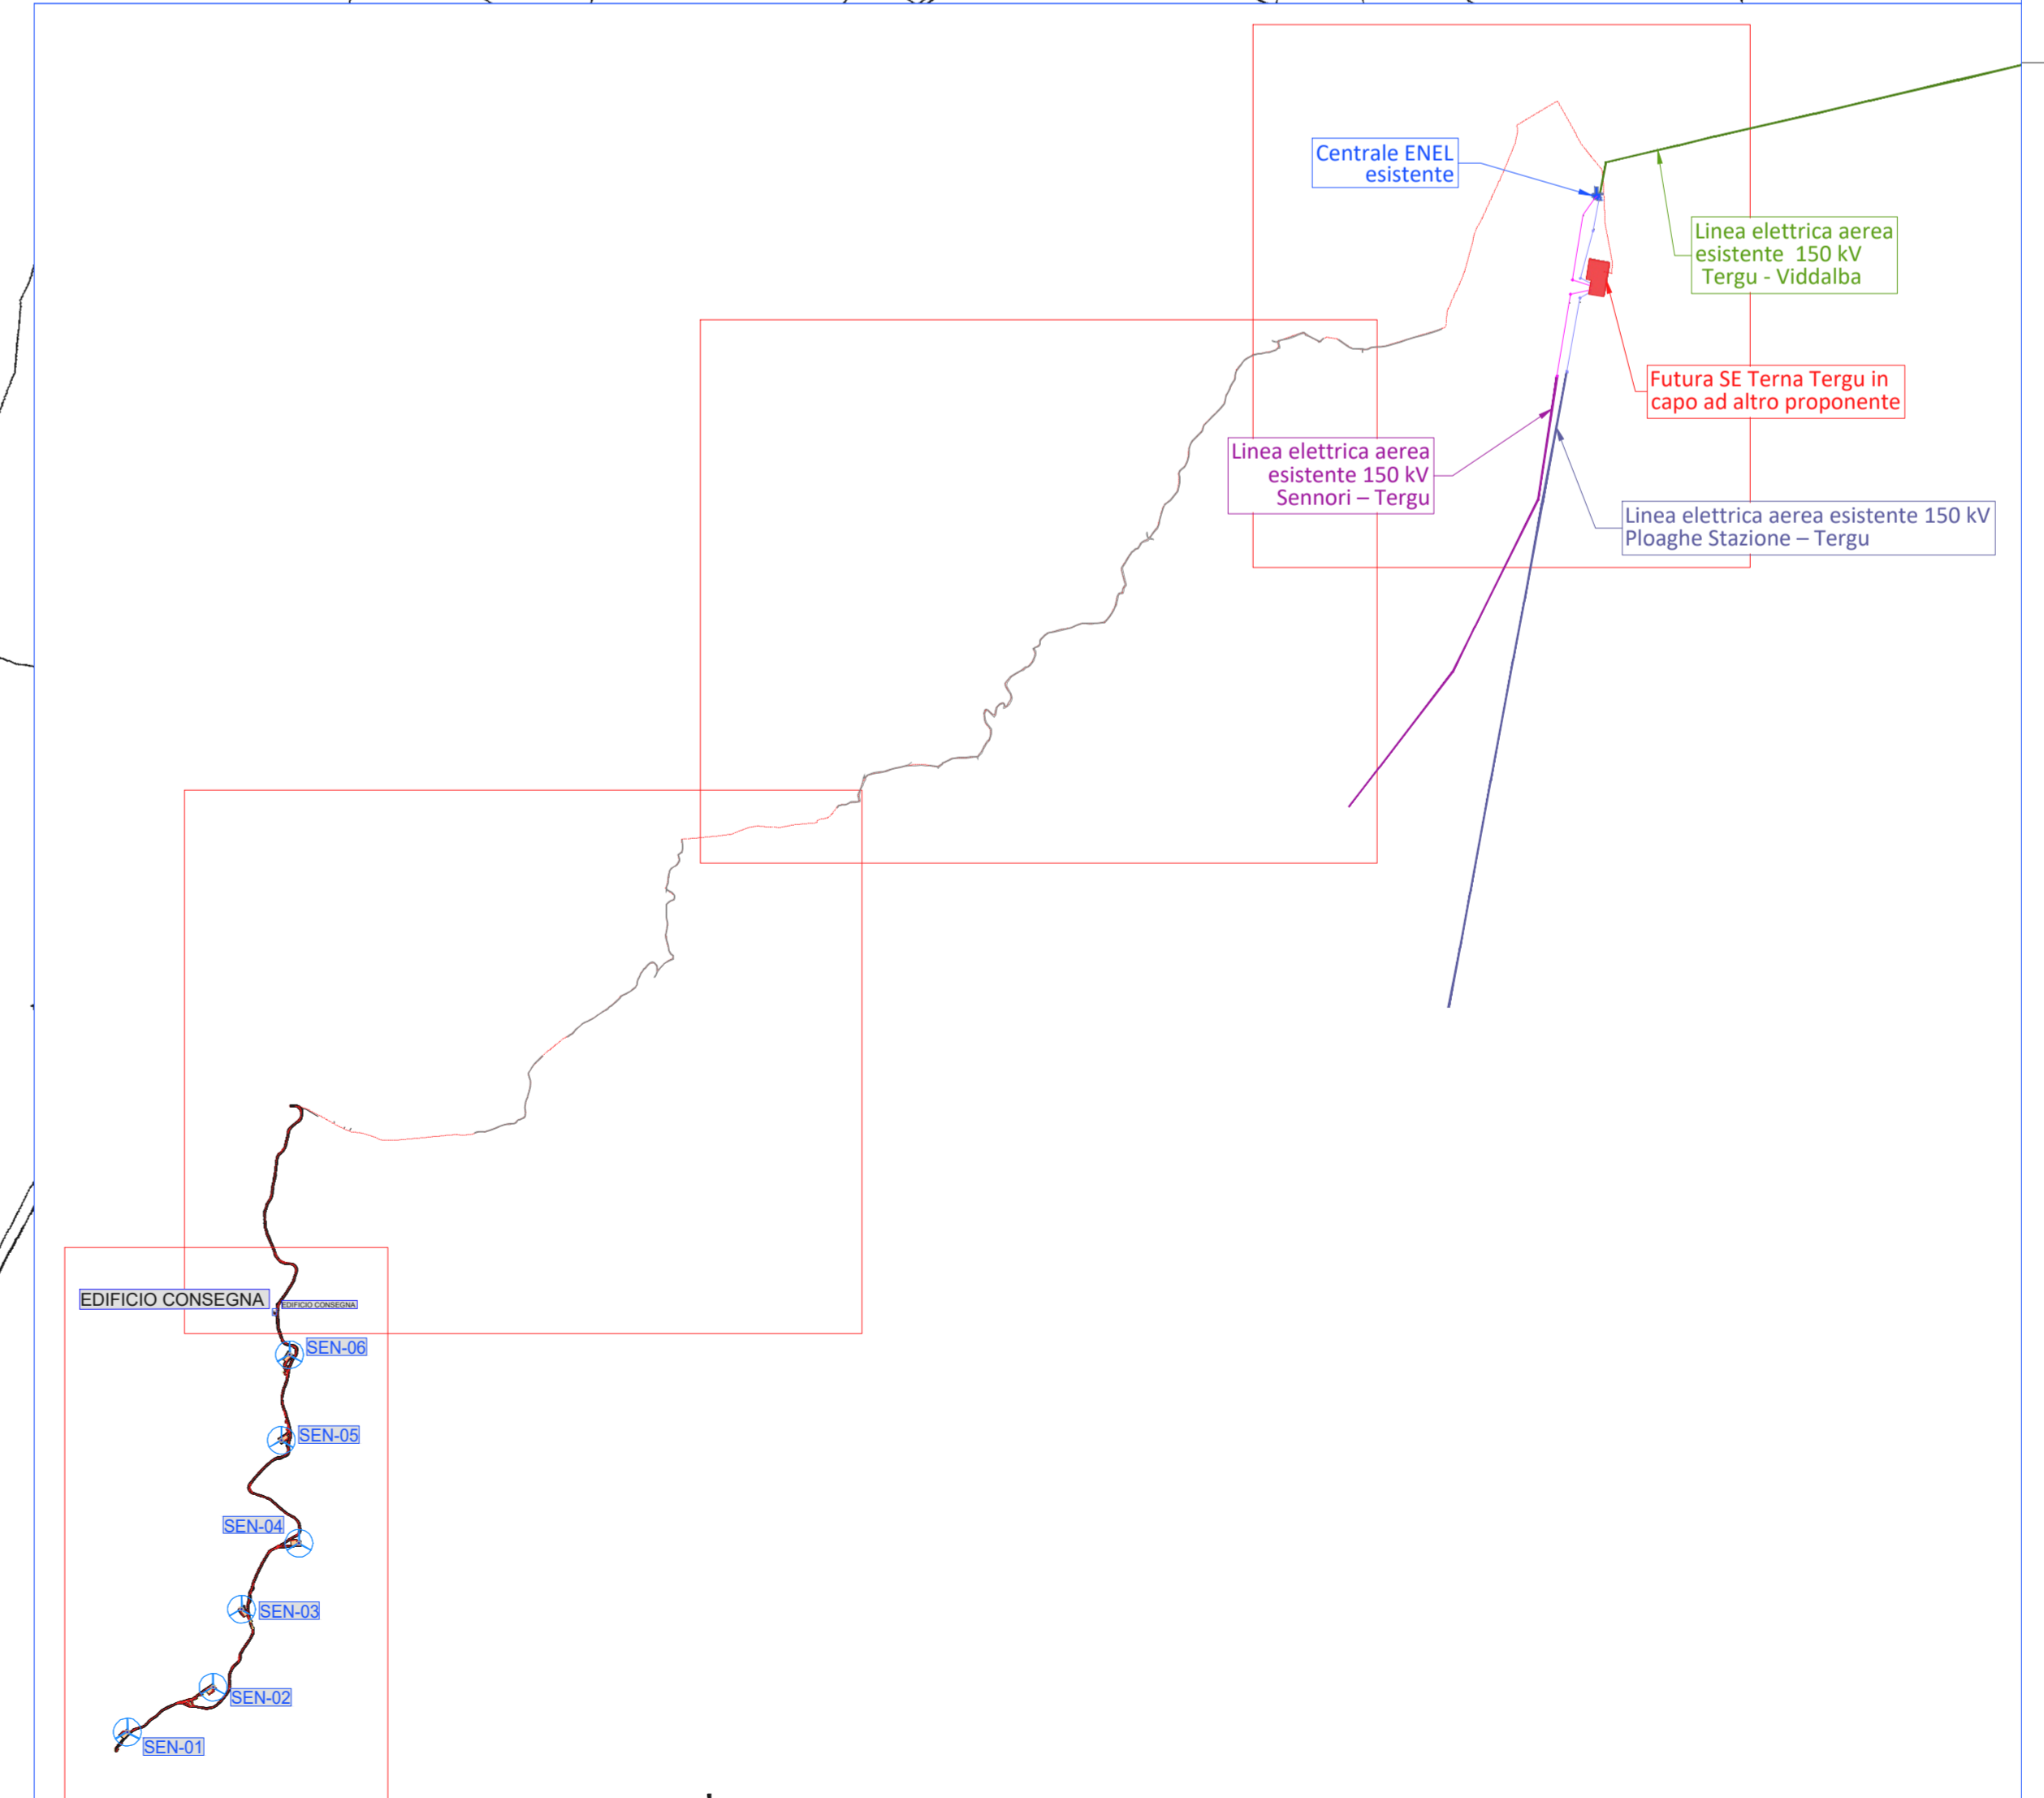 Centrale ENEL
esistente
Linea elettrica aerea
esistente 150 kV
Tergu - Viddalba
Futura SE Terna Tergu in
capo ad altro proponente
Linea elettrica aerea
esistente 150 kV
Sennori – Tergu
Linea elettrica aerea esistente 150 kV
Ploaghe Stazione – Tergu
EDIFICIO CONSEGNA
EDIFICIO CONSEGNA
SEN-06
SEN-05
SEN-04
SEN-03
SEN-02
SEN-01